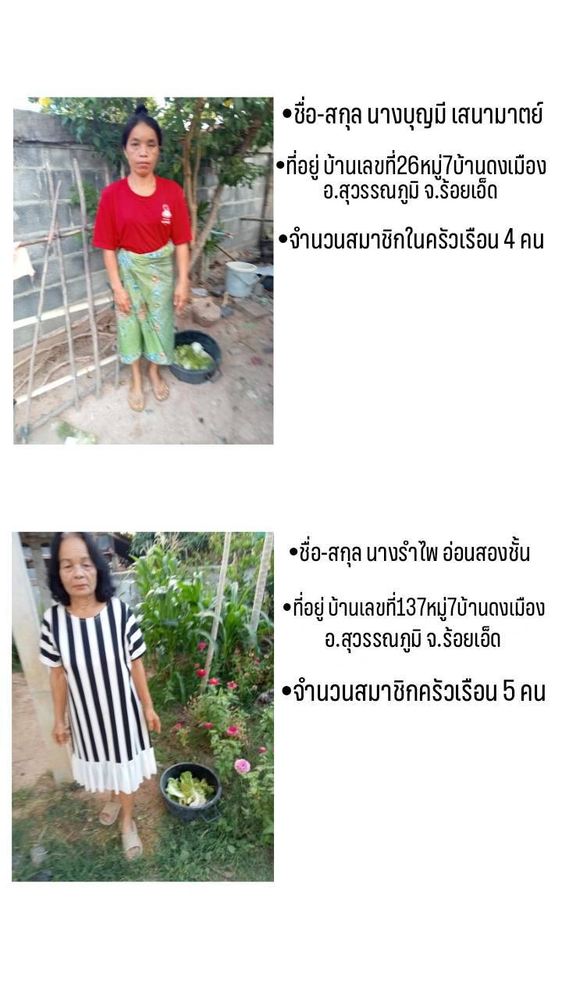 •ชื่อ-สกุล นางบุญมี เสนามาตย์
•ที่อยู่ บ้านเลขที่26หมู่7บ้านดงเมือง
อ.สุวรรณภูมิ จ.ร้อยเอ็ด
•จำนวนสมาชิกในครัวเรือน 4 คน
•ชื่อ-สกุล นางรำไพ อ่อนสองชั้น
•ที่อยู่ บ้านเลขที่137หมู่7บ้านดงเมือง
อ.สุวรรณภูมิ จ.ร้อยเอ็ด
•จำนวนสมาชิกครัวเรือน 5 คน